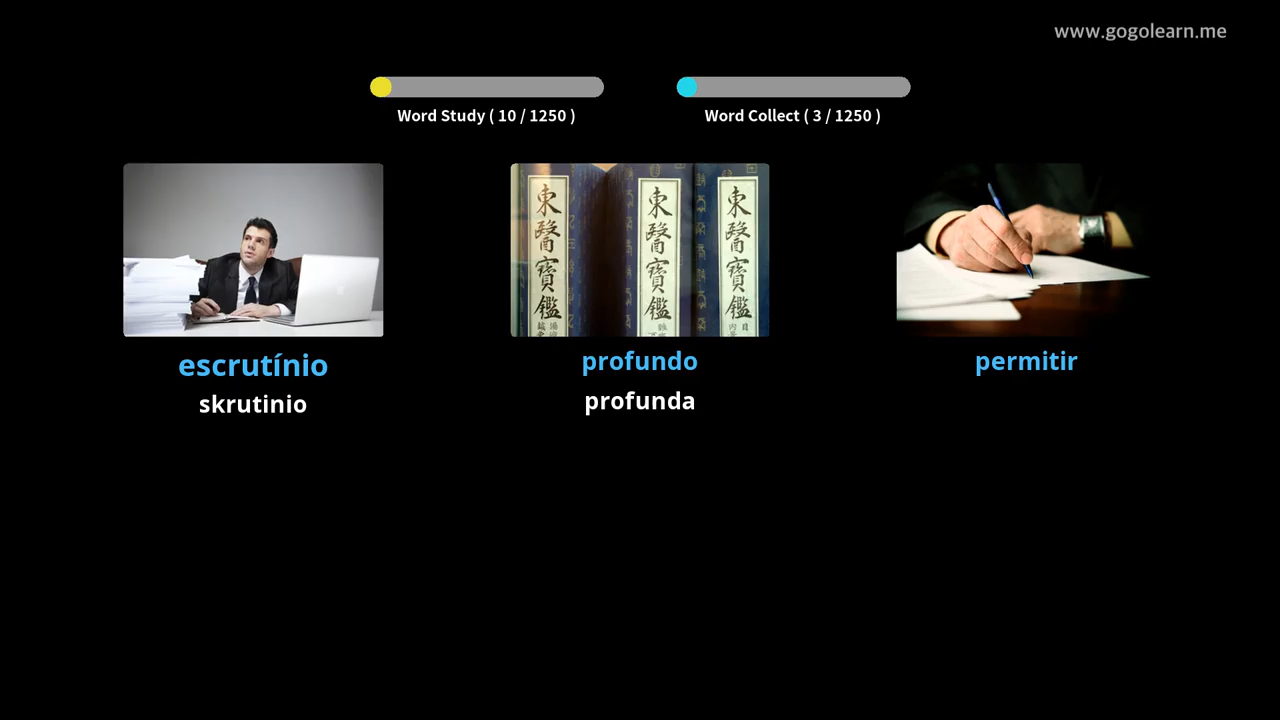 www.gogolearn.me
Word Study ( 10 / 1250 )
Word Collect ( 3 / 1250 )
東醫寶鑑
東醫寶鑑
東醫寶鑑
escrutínio
skrutinio
profundo
profunda
permitir